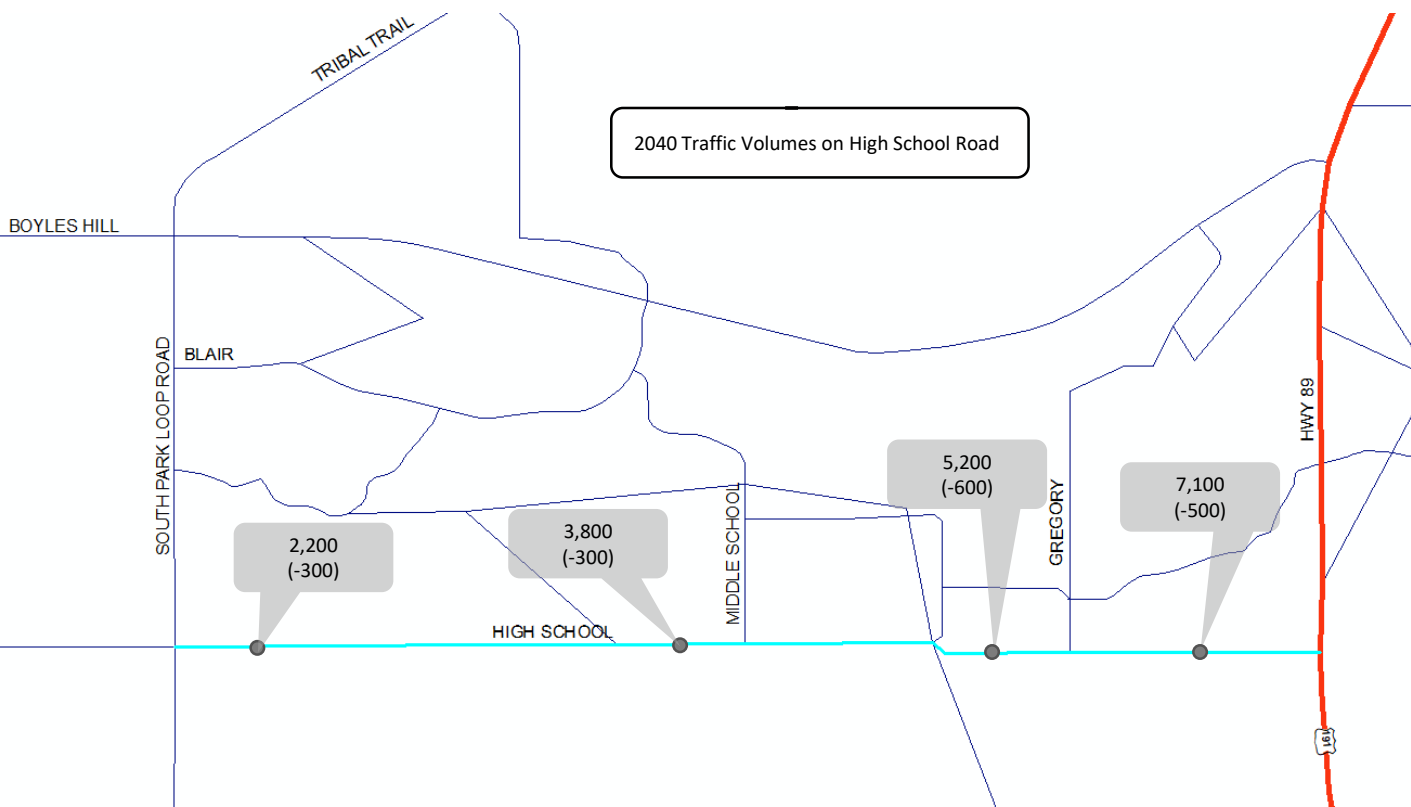 TRIBAL TRAIL
2040 Traffic Volumes on High School Road
BOYLES HILL
BLAIR
SOUTH PARK LOOP ROAD
HWY 89
5,200
(-600)
7,100
(-500)
GREGORY
MIDDLE SCHOOL
3,800
(-300)
2,200
(-300)
HIGH SCHOOL
191